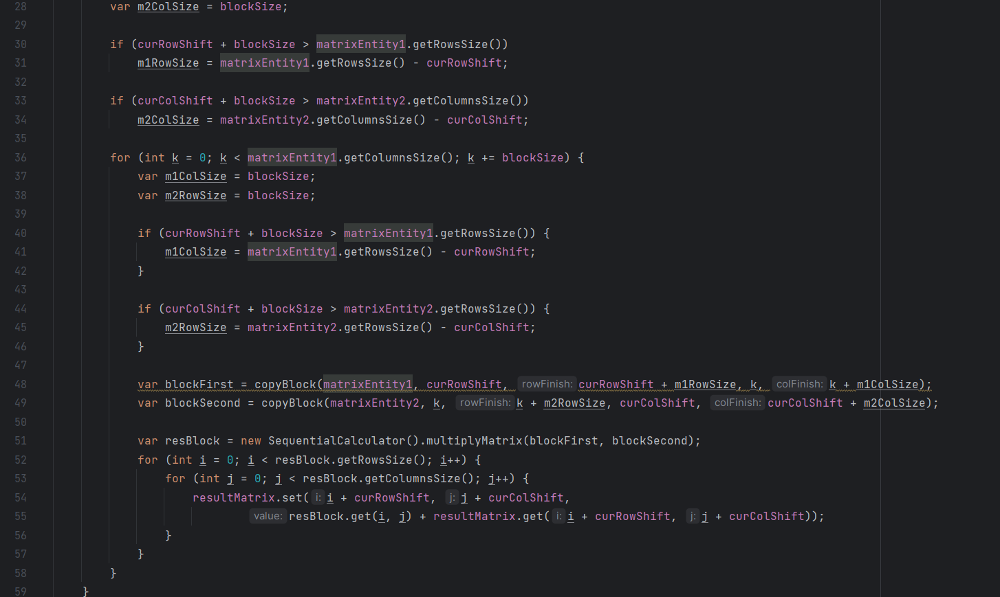 28 var m2ColSize = blockSize;
29
30 if (curRowShift + blockSize > matrixEntity1.getRowsSize())
31 m1RowSize = matrixEntity1.getRowsSize() - curRowShift;
32
33 if (curColShift + blockSize > matrixEntity2.getColumnsSize())
34 m2ColSize = matrixEntity2.getColumnsSize() - curColShift;
35
36 for (int k = 0; k < matrixEntity1.getColumnsSize(); k += blockSize) {
37 var m1ColSize = blockSize;
38 var m2RowSize = blockSize;
39
40 if (curRowShift + blockSize > matrixEntity1.getRowsSize()) {
41 m1ColSize = matrixEntity1.getRowsSize() - curRowShift;
42 }
43
44 if (curColShift + blockSize > matrixEntity2.getRowsSize()) {
45 m2RowSize = matrixEntity2.getRowsSize() - curColShift;
46 }
47
48 var blockFirst = copyBlock(matrixEntity1, curRowShift, rowFinish: curRowShift + m1RowSize, k, colFinish: k + m1ColSize);
49 var blockSecond = copyBlock(matrixEntity2, k, rowFinish: k + m2RowSize, curColShift, colFinish: curColShift + m2ColSize);
50
51 var resBlock = new SequentialCalculator().multiplyMatrix(blockFirst, blockSecond);
52 for (int i = 0; i < resBlock.getRowsSize(); i++) {
53 for (int j = 0; j < resBlock.getColumnsSize(); j++) {
54 resultMatrix.set( i: i + curRowShift, j: j + curColShift,
55 value: resBlock.get(i, j) + resultMatrix.get( i: i + curRowShift, j: j + curColShift));
56 }
57 }
58 }
59 }